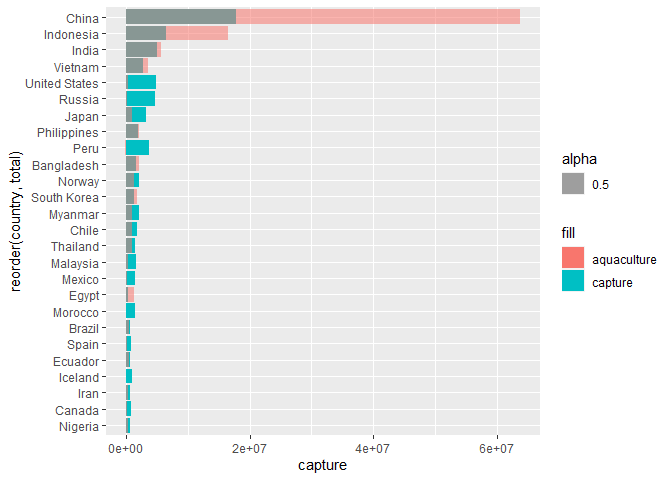 China
Indonesia
India
Vietnam
United States
Russia
Japan
Philippines
Peru
Bangladesh
Norway
South Korea
Myanmar
Chile
Thailand
Malaysia
Mexico
Egypt
Morocco
Brazil
Spain
Ecuador
Iceland
Iran
Canada
Nigeria
reorder(country, total)
0e+00 2e+07 4e+07 6e+07
capture
alpha
0.5
fill
aquaculture
capture